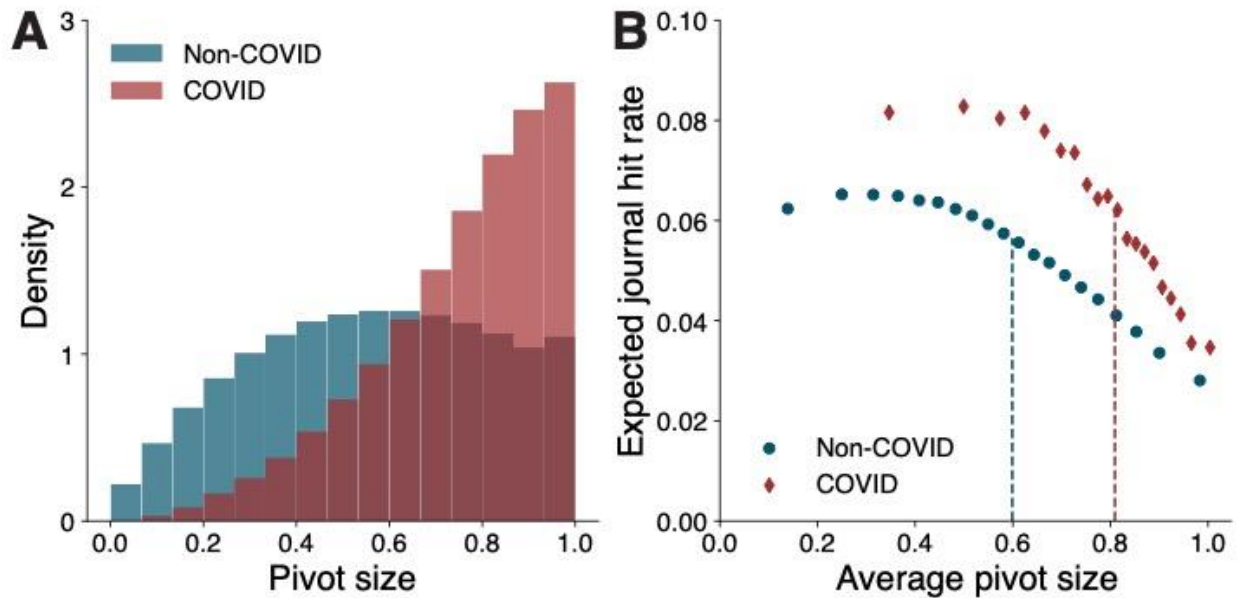 A
3
2
1
0
Density
Non-COVID
COVID
0.0 0.2 0.4 0.6 0.8 1.0
Pivot size
B
0.10
0.08
0.06
0.04
0.02
0.00
Expected journal hit rate
Non-COVID
COVID
0.0 0.2 0.4 0.6 0.8 1.0
Average pivot size